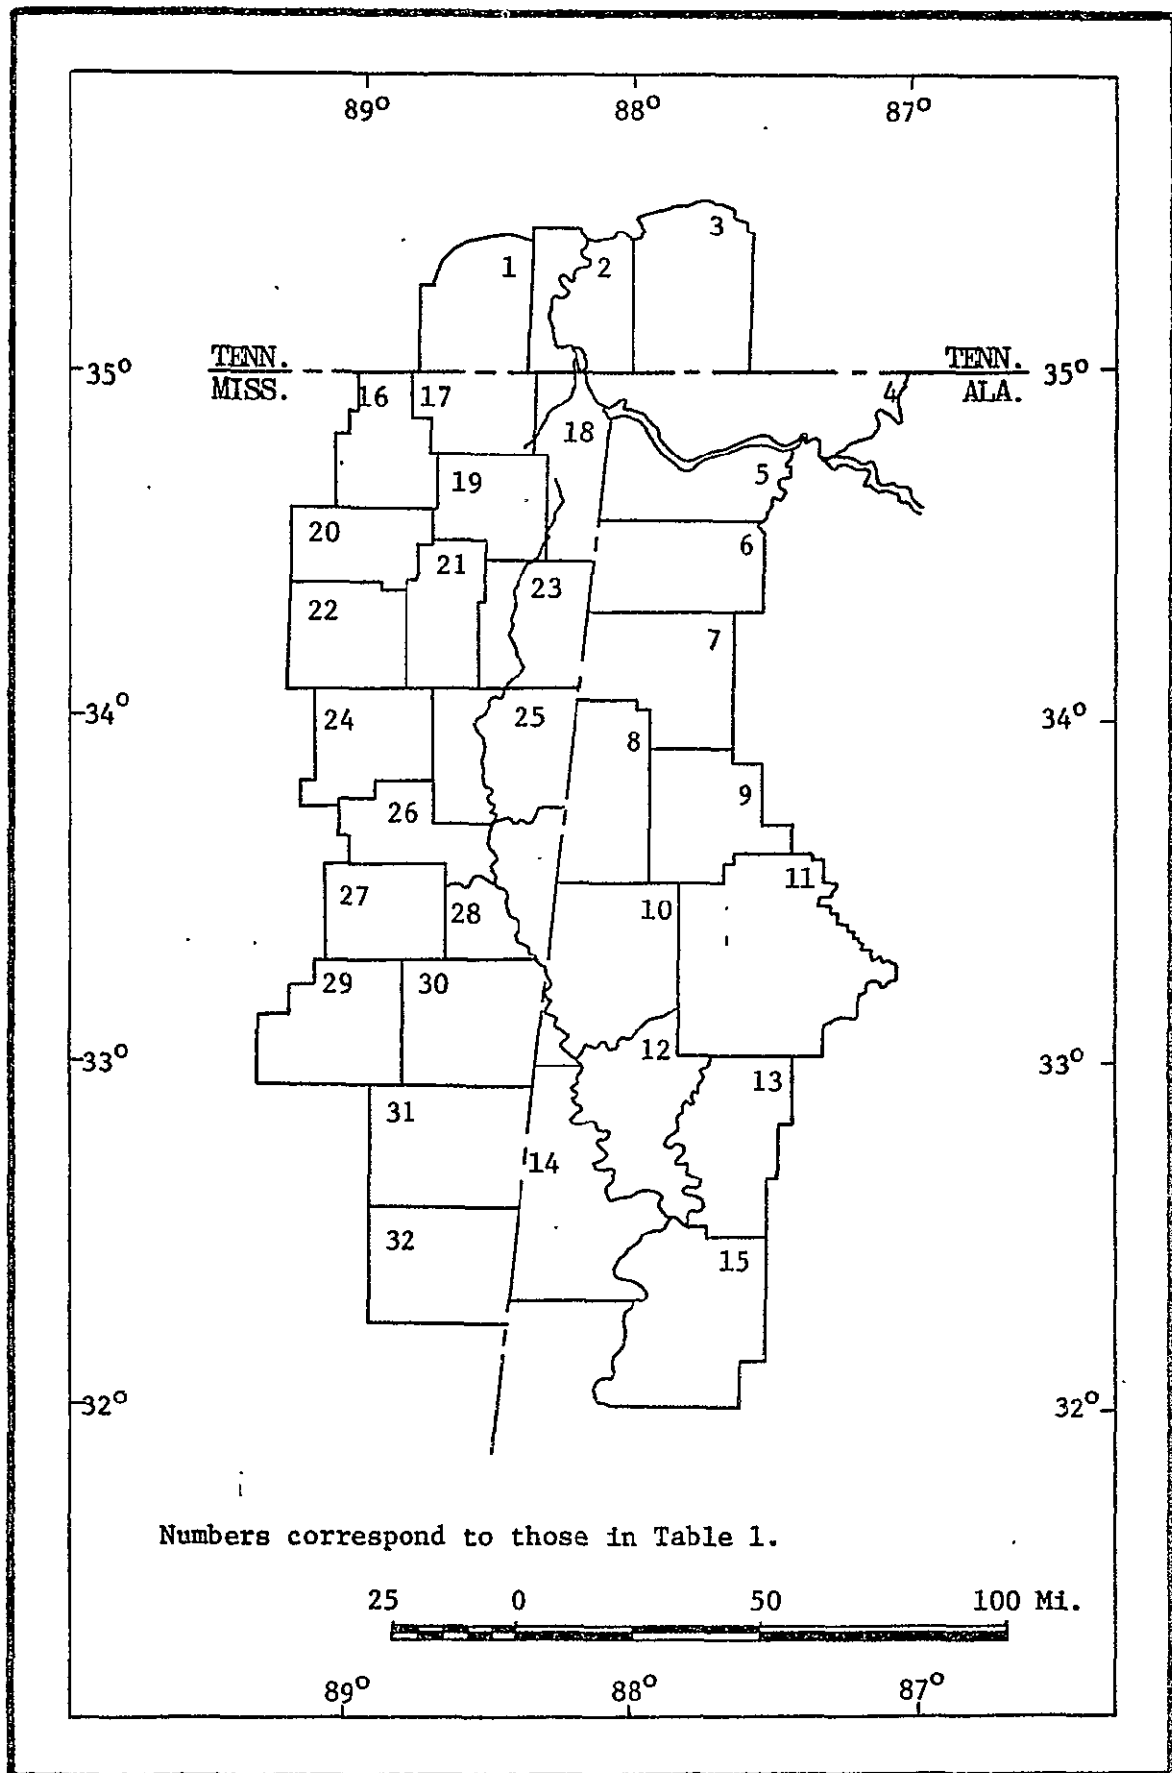 89° 88° 87°
3
1 2
TENN. TENN.
35° 35°
MISS. ALA.
16 17 4
18
5
19
20 6
21
23
22
7
34° 24 25 34°
8
9
26
11
27 28 10
29 30
12
33° 33°
13
31
14
32
15
32° 32°
Numbers correspond to those in Table 1.
25 0 50 100 Mi.
89° 88° 87°